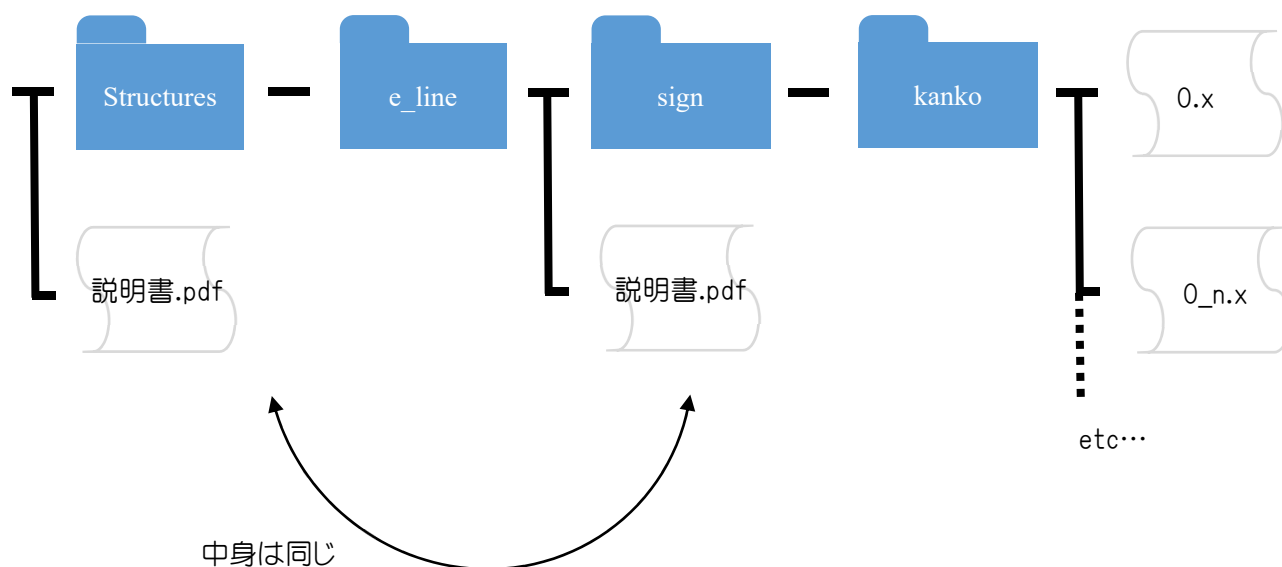 Structures
e_line
sign
kanko
0.x
説明書.pdf
説明書.pdf
0_n.x
etc…
中身は同じ